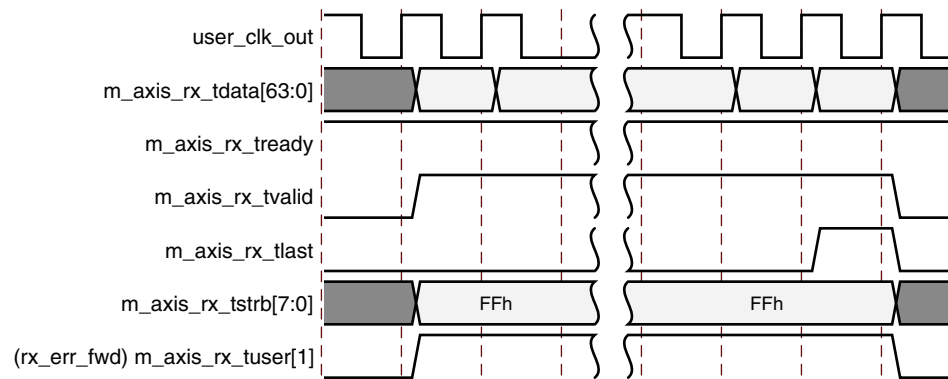 user_clk_out
m_axis_rx_tdata[63:0]
m_axis_rx_tready
m_axis_rx_tvalid
m_axis_rx_tlast
m_axis_rx_tstrb[7:0] FFh FFh
(rx_err_fwd) m_axis_rx_tuser[1]